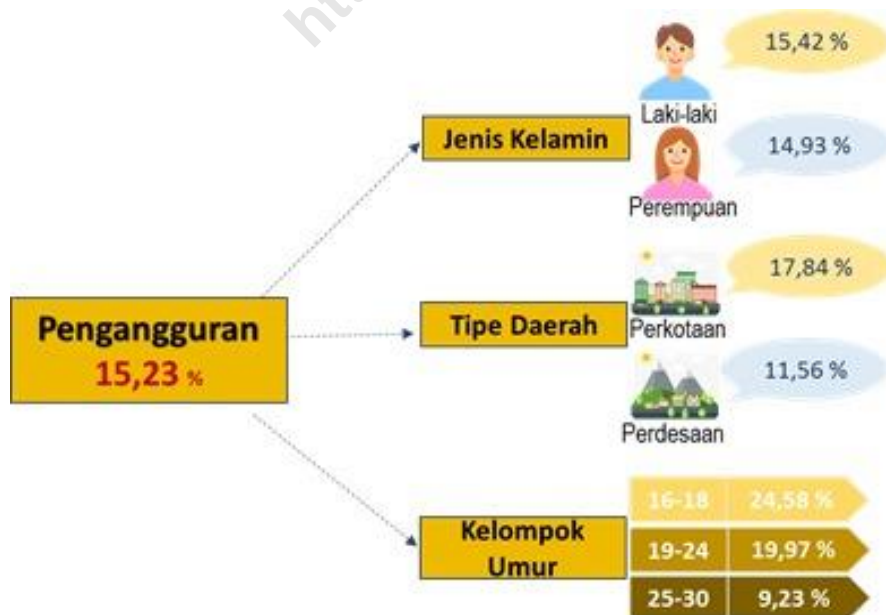 15,42 %
Laki-laki
Jenis Kelamin
14,93 %
Perempuan
17,84 %
Perkotaan
Pengangguran
15,23 %
Tipe Daerah
11,56 %
Perdesaan
Kelompok
Umur
16-18 24,58 %
19-24 19,97 %
25-30 9,23 %